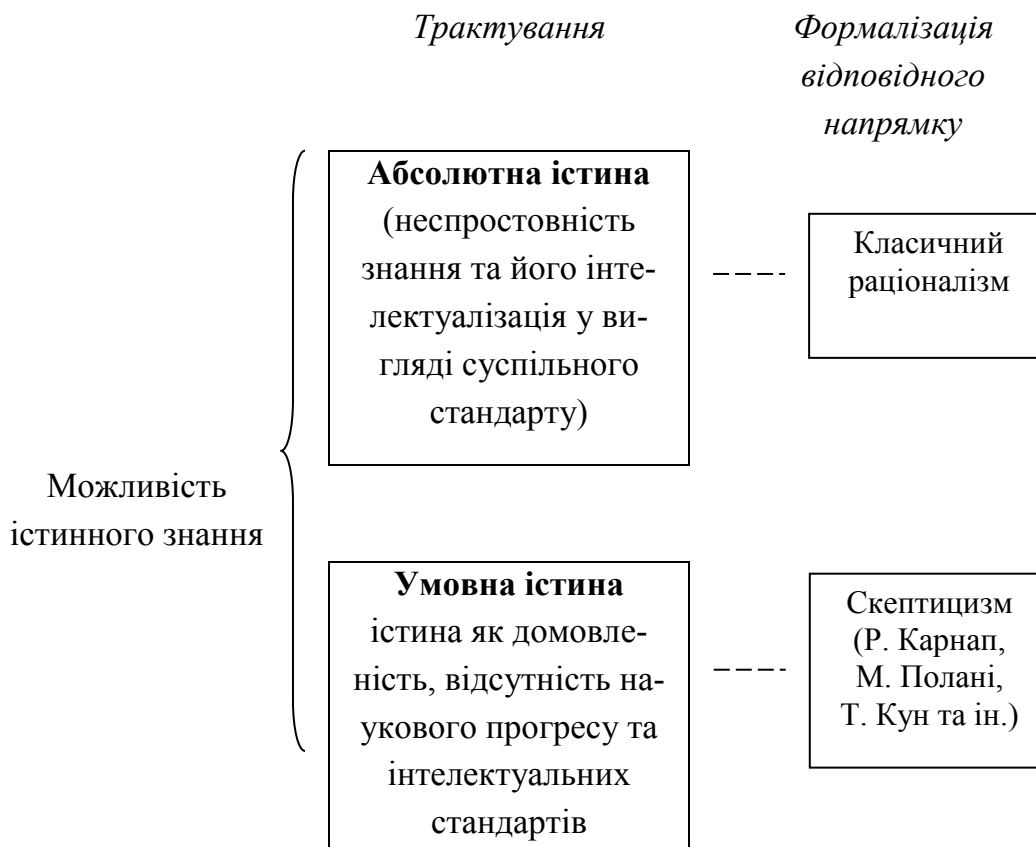 Трактування
Формалізація
відповідного
напрямку
Абсолютна істина
(неспростовність
знання та його інте-
лектуалізація у ви-
гляді суспільного
стандарту)
Класичний
раціоналізм
Можливість
істинного знання
Умовна істина
істина як домовле-
ність, відсутність на-
укового прогресу та
інтелектуальних
стандартів
Скептицизм
(Р. Карнап,
М. Полані,
Т. Кун та ін.)